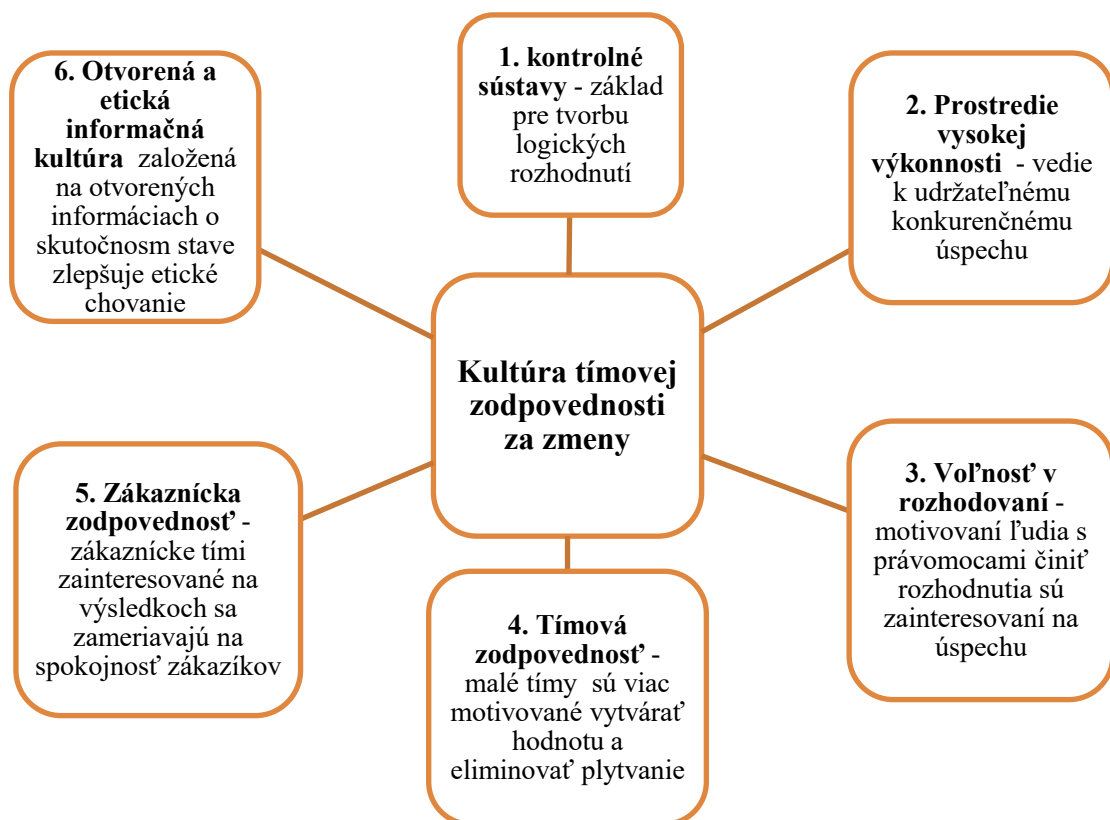 1. kontrolné
sústavy - základ
pre tvorbu
logických
rozhodnutí
2. Prostredie
vysokej
výkonnosti - vedie
k udržateľnému
konkurenčnému
úspechu
3. Voľnosť v
rozhodovaní -
motivovaní ľudia s
právomocami činiť
rozhodnutia sú
zainteresovaní na
úspechu
4. Tímová
zodpovednosť -
malé tímy sú viac
motivované vytvárať
hodnotu a
eliminovať plytvanie
5. Zákaznícka
zodpovednosť -
zákaznícke tími
zainteresované na
výsledkoch sa
zameriavajú na
spokojnosť zákazíkov
6. Otvorená a
etická
informačná
kultúra založená
na otvorených
informáciach o
skutočnosm stave
zlepšuje etické
chovanie
Kultúra tímovej
zodpovednosti
za zmeny